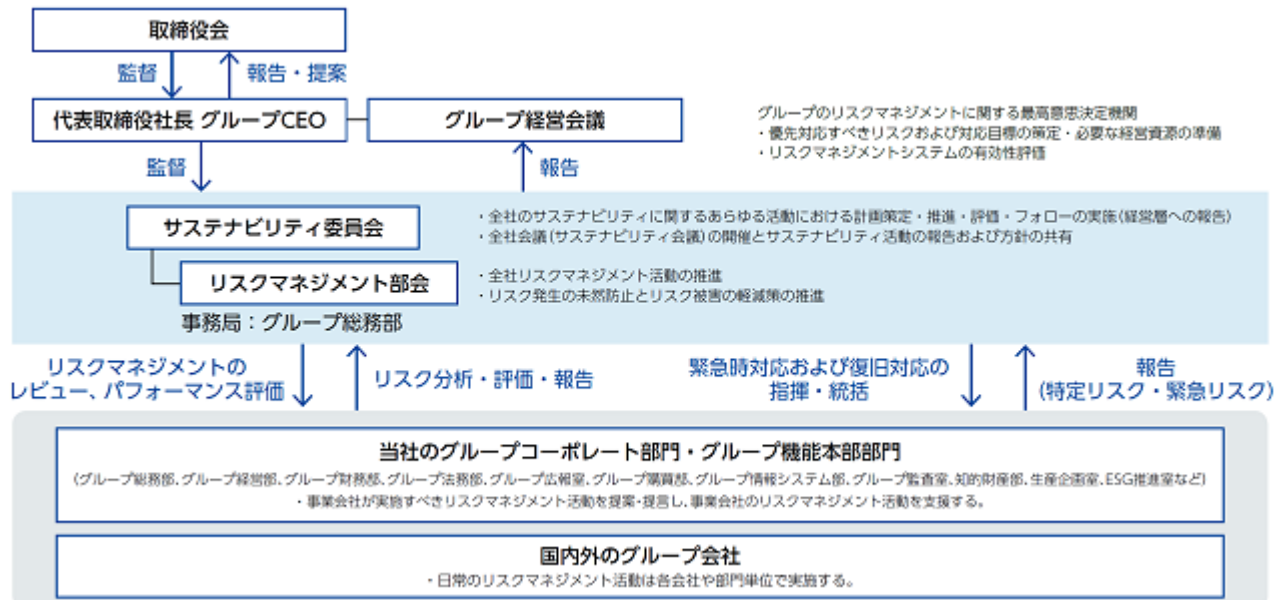 取締役会
監督
報告・提案
代表取締役社長 グループCEO
グループ経営会議
グループのリスクマネジメントに関する最高意思決定機関
・優先対応すべきリスクおよび対応目標の策定・必要な経営資源の準備
・リスクマネジメントシステムの有効性評価
監督
報告
サステナビリティ委員会
・全社のサステナビリティに関するあらゆる活動における計画策定・推進・評価・フォローの実施(経営層への報告)
・全社会議(サステナビリティ会議)の開催とサステナビリティ活動の報告および方針の共有
リスクマネジメント部会
・全社リスクマネジメント活動の推進
・リスク発生の未然防止とリスク被害の軽減策の推進
事務局：グループ総務部
リスクマネジメントの
レビュー、パフォーマンス評価
リスク分析・評価・報告
緊急時対応および復旧対応の
指揮・統括
報告
(特定リスク・緊急リスク)
当社のグループコーポレート部門・グループ機能本部部門
(グループ総務部、グループ経営部、グループ財務部、グループ法務部、グループ広報室、グループ購買部、グループ情報システム部、グループ監査室、知的財産部、生産企画室、ESG推進室など)
・事業会社が実施すべきリスクマネジメント活動を提案・提言し、事業会社のリスクマネジメント活動を支援する。
国内外のグループ会社
・日常のリスクマネジメント活動は各会社や部門単位で実施する。